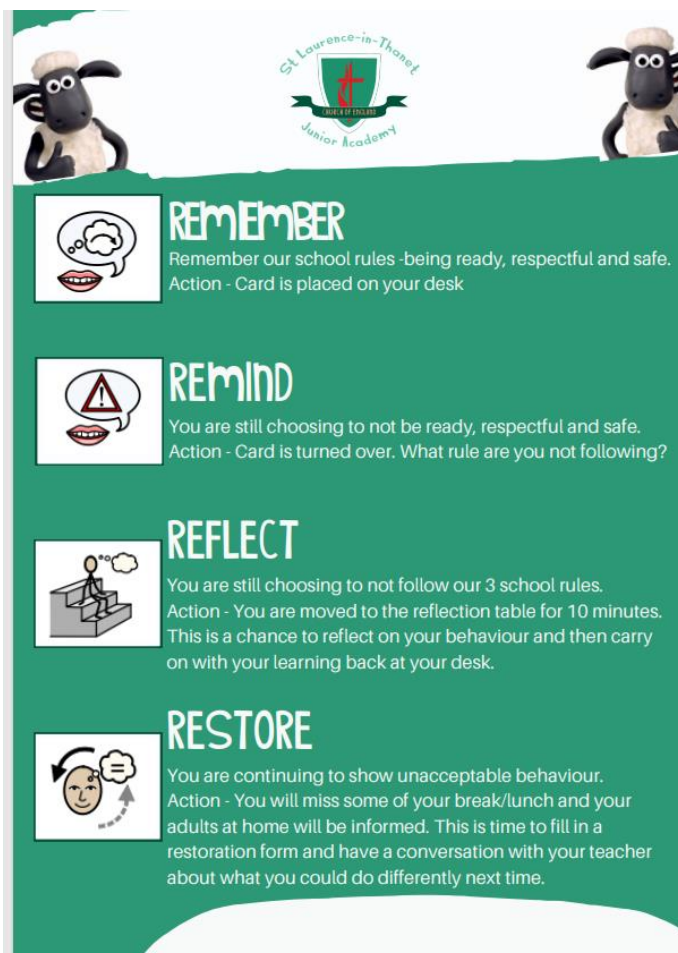 St Laurence-in-Thanet
CHURCH OF ENGLAND
Junior Academy
REMEMBER
Remember our school rules -being ready, respectful and safe.
Action - Card is placed on your desk
REMIND
You are still choosing to not be ready, respectful and safe.
Action - Card is turned over. What rule are you not following?
REFLECT
You are still choosing to not follow our 3 school rules.
Action - You are moved to the reflection table for 10 minutes.
This is a chance to reflect on your behaviour and then carry
on with your learning back at your desk.
RESTORE
You are continuing to show unacceptable behaviour.
Action - You will miss some of your break/lunch and your
adults at home will be informed. This is time to fill in a
restoration form and have a conversation with your teacher
about what you could do differently next time.